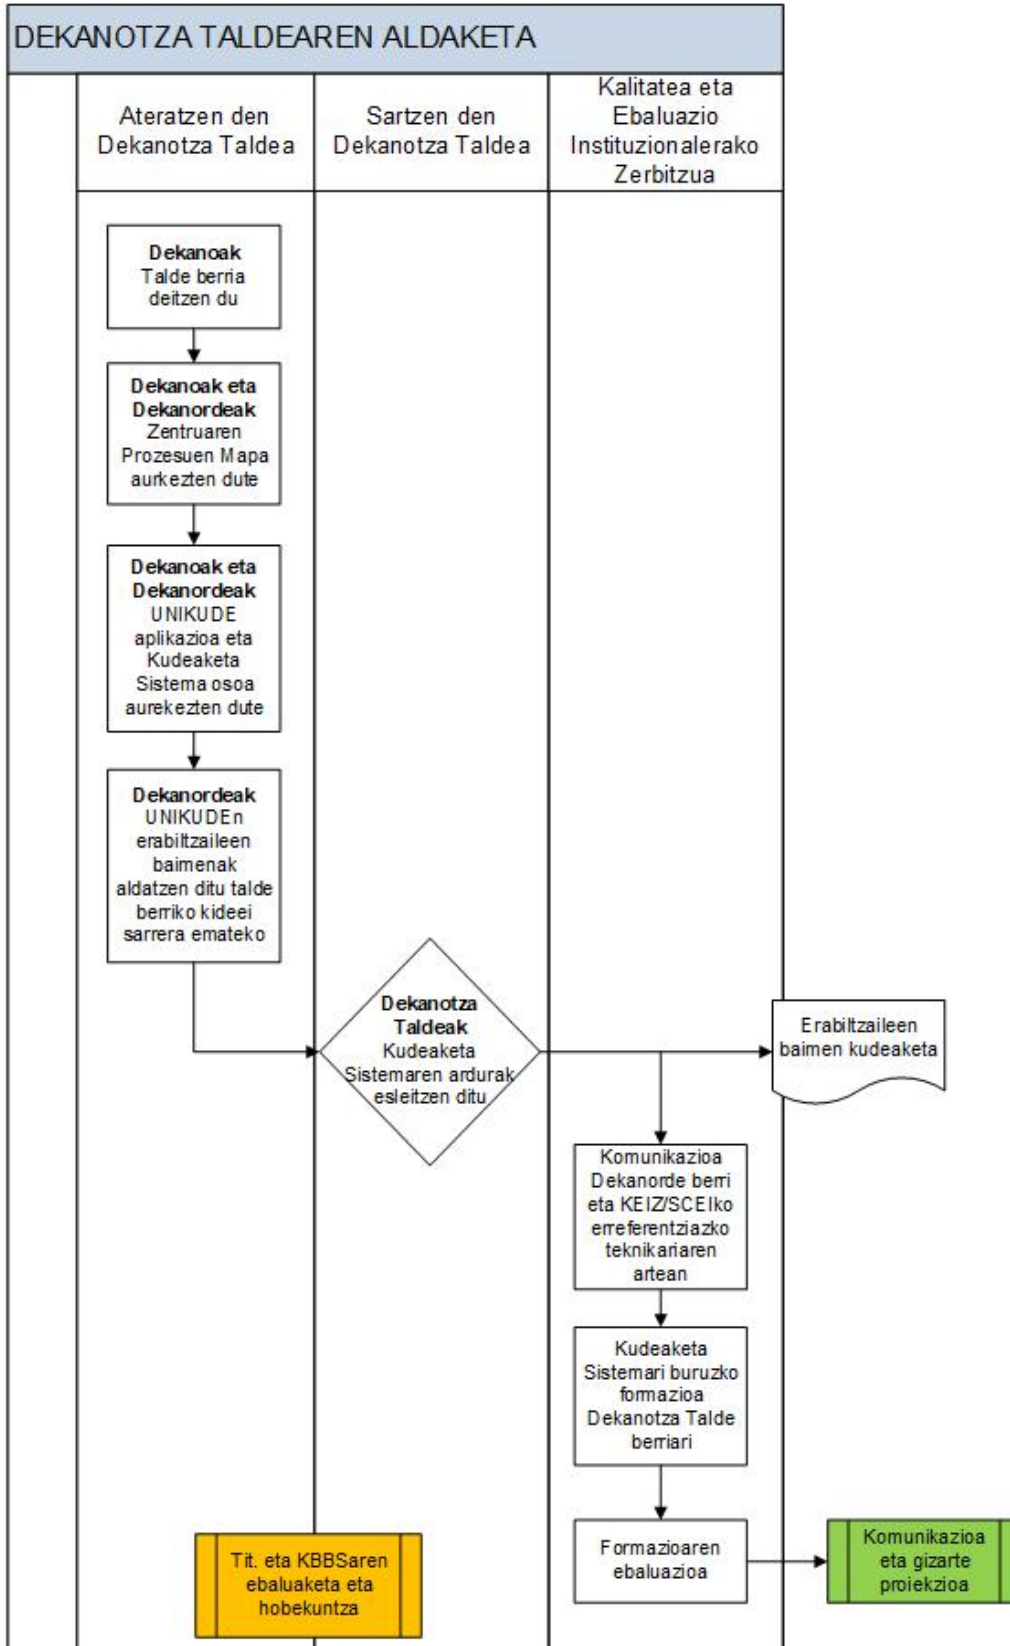 DEKANOTZA TALDEAREN ALDAKETA
Ateratzen den
Dekanotza Taldea
Sartzen den
Dekanotza Taldea
Kalitatea eta
Ebaluazio
Instituzionalerako
Zerbitzua
Dekanoak
Talde berria
deitzen du
Dekanoak eta
Dekanordeak
Zentruaren
Prozesuen Mapa
aurkezten dute
Dekanoak eta
Dekanordeak
UNIKUDE
aplikazioa eta
Kudeaketa
Sistema osoa
aurekezten dute
Dekanordeak
UNIKUDEn
erabiltzaileen
baimenak
aldatzen ditu talde
berriko kideei
sarrera emateko
Dekanotza
Taldeak
Kudeaketa
Sistemaren ardurak
esleitzen ditu
Erabiltzaileen
baimen kudeaketa
Komunikazioa
Dekanorde berri
eta KEIZ/SCEIko
erreferentziazko
teknikariaren
artean
Kudeaketa
Sistemari buruzko
formazioa
Dekanotza Talde
berriari
Formazioaren
ebaluazioa
Komunikazioa
eta gizarte
proiekzioa
Tit. eta KBBSaren
ebaluaketa eta
hobekuntza